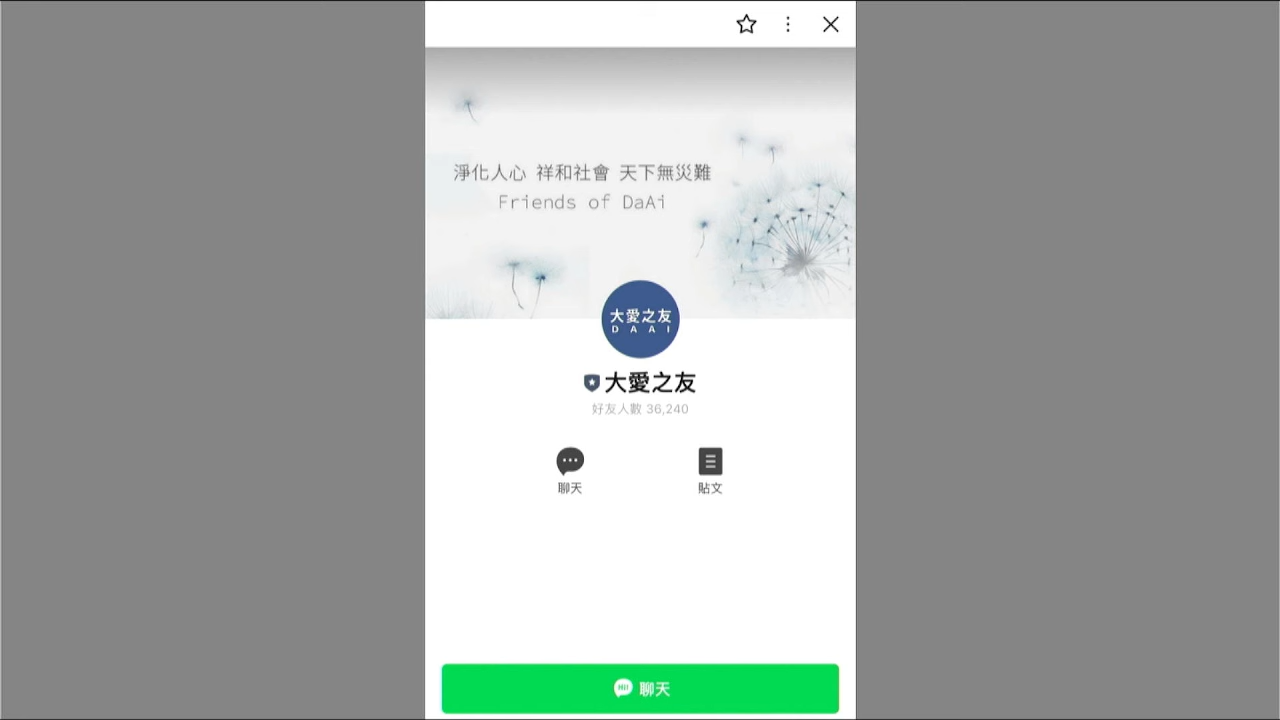 淨化人心 祥和社會 天下無災難
Friends of DaAi
大愛之友
DAAI
大愛之友
好友人數 36,240
聊天
貼文
聊天